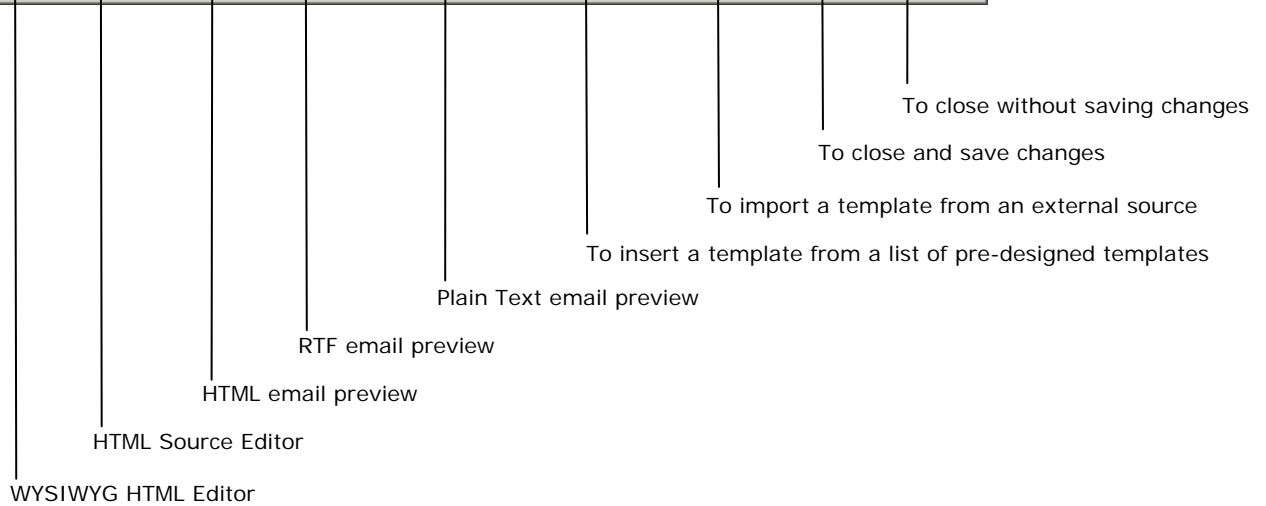 To close without saving changes
To close and save changes
To import a template from an external source
To insert a template from a list of pre-designed templates
Plain Text email preview
RTF email preview
HTML email preview
HTML Source Editor
WYSIWYG HTML Editor